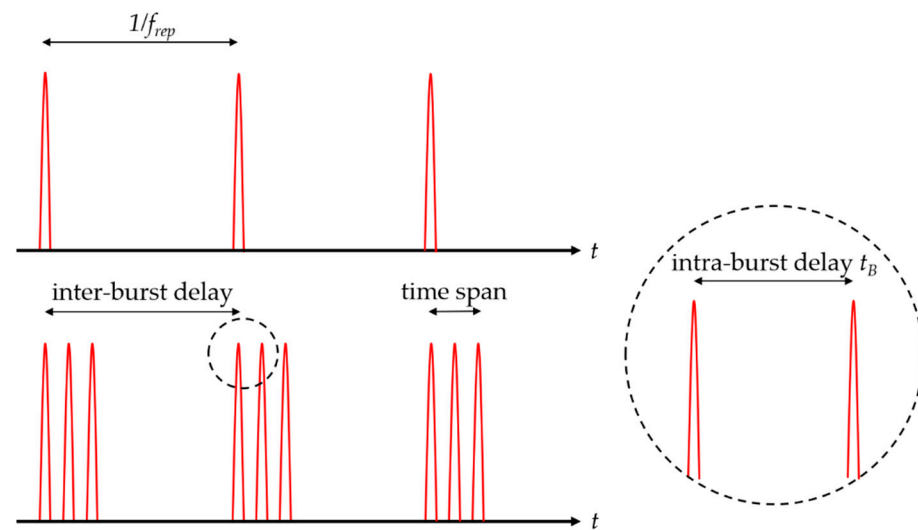 1/f_rep
t
inter-burst delay
time span
intra-burst delay t_B
t